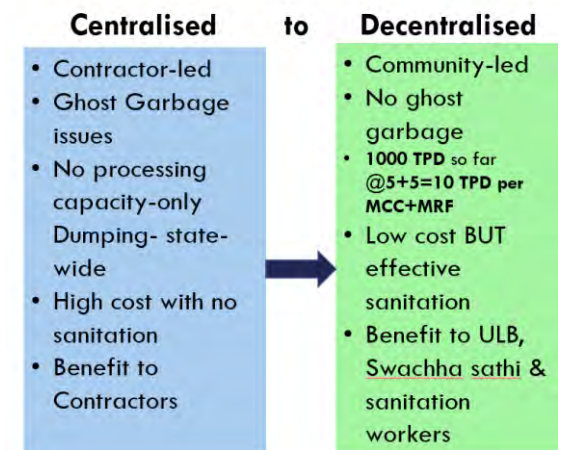 Centralised to Decentralised
• Contractor-led
• Ghost Garbage
issues
• No processing
capacity-only
Dumping- state-
wide
• High cost with no
sanitation
• Benefit to
Contractors
• Community-led
• No ghost
garbage
• 1000 TPD so far
@5+5=10 TPD per
MCC+MRF
• Low cost BUT
effective
sanitation
• Benefit to ULB,
Swachha sathi &
sanitation
workers